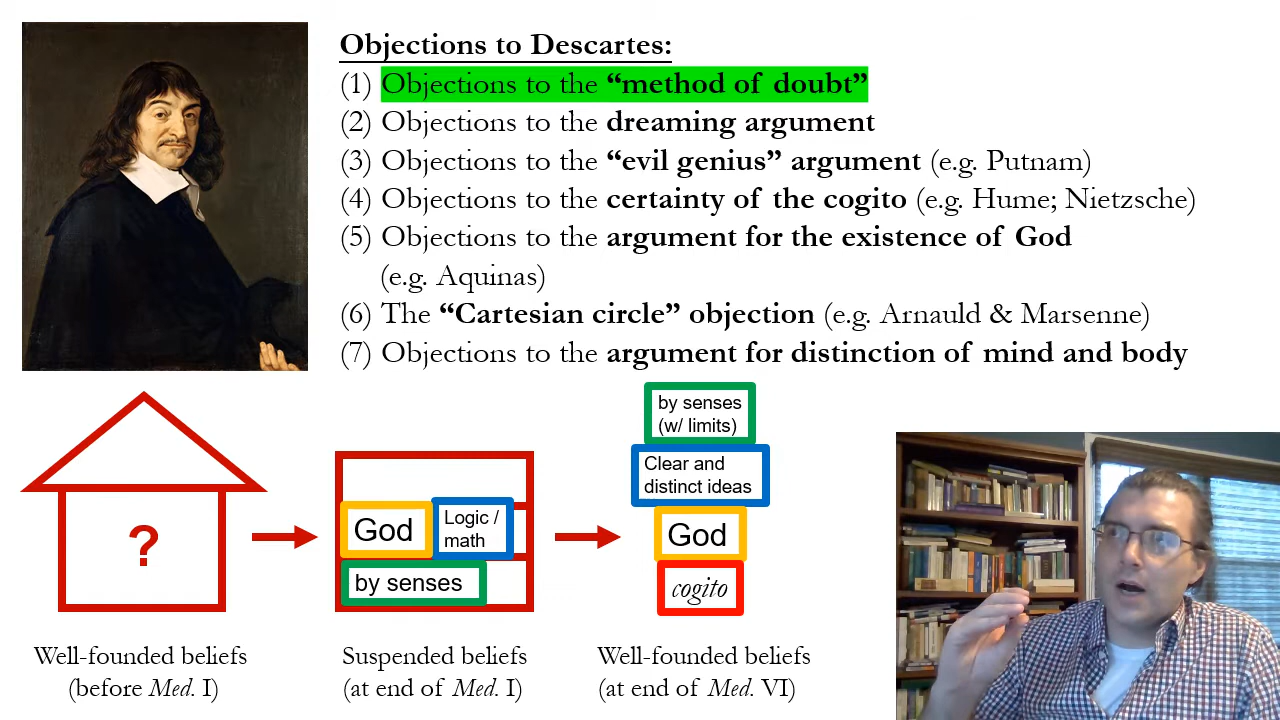 Objections to Descartes:
(1) Objections to the “method of doubt”
(2) Objections to the dreaming argument
(3) Objections to the “evil genius” argument (e.g. Putnam)
(4) Objections to the certainty of the cogito (e.g. Hume; Nietzsche)
(5) Objections to the argument for the existence of God
(e.g. Aquinas)
(6) The “Cartesian circle” objection (e.g. Arnauld & Marsenne)
(7) Objections to the argument for distinction of mind and body
?
God
Logic /
math
by senses
by senses
(w/ limits)
Clear and
distinct ideas
God
cogito
Well-founded beliefs
(before Med. I)
Suspended beliefs
(at end of Med. I)
Well-founded beliefs
(at end of Med. VI)